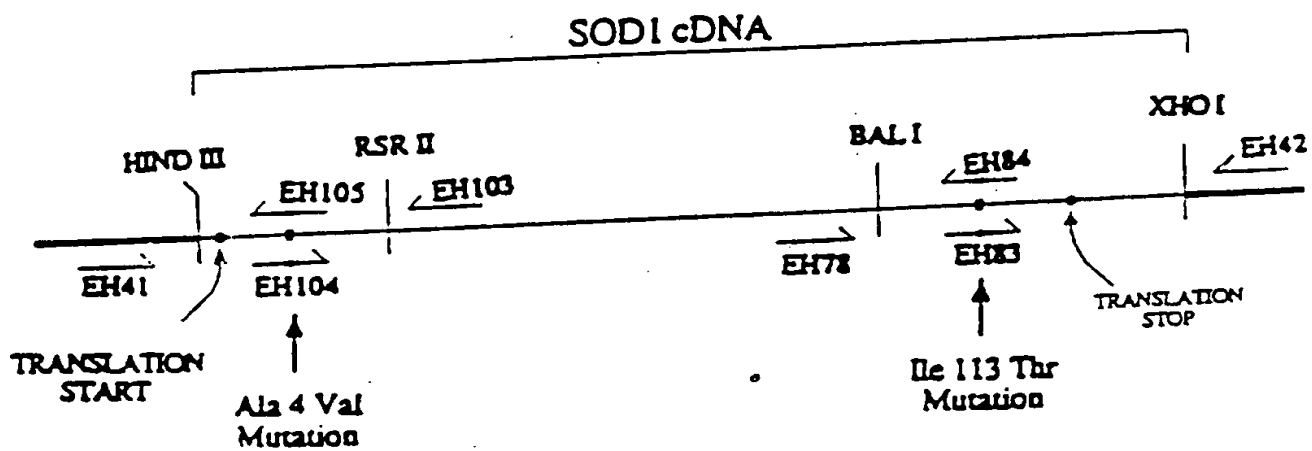 SOD1 cDNA
XHO I
BAL I
RSR II
HIND III
EH42
EH84
EH103
EH105
EH78
EH83
EH41
EH104
TRANSLATION
STOP
TRANSLATION
START
Ile 113 Thr
Mutation
Ala 4 Val
Mutation